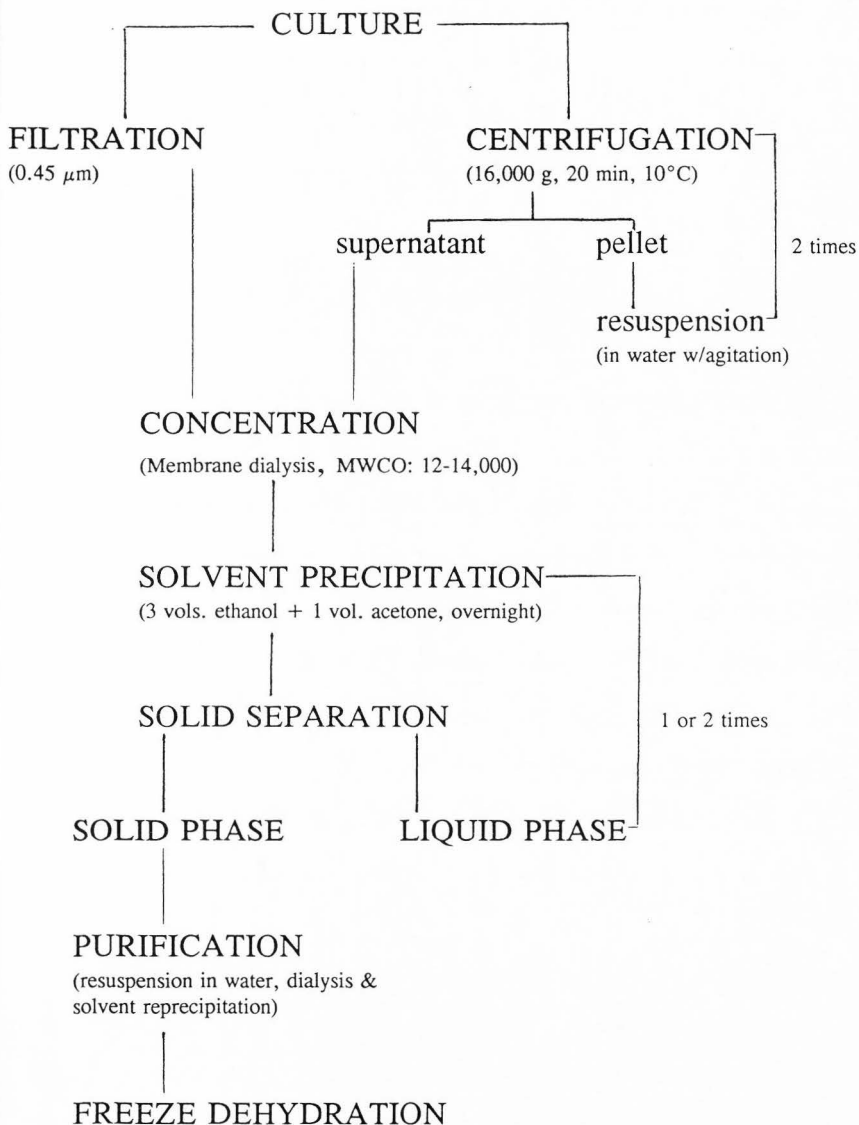 CULTURE
FILTRATION
(0.45 μm)
CENTRIFUGATION
(16,000 g, 20 min, 10°C)
supernatant
pellet
2 times
resuspension
(in water w/agitation)
CONCENTRATION
(Membrane dialysis, MWCO: 12-14,000)
SOLVENT PRECIPITATION
(3 vols. ethanol + 1 vol. acetone, overnight)
SOLID SEPARATION
1 or 2 times
SOLID PHASE
LIQUID PHASE
PURIFICATION
(resuspension in water, dialysis &
solvent reprecipitation)
FREEZE DEHYDRATION